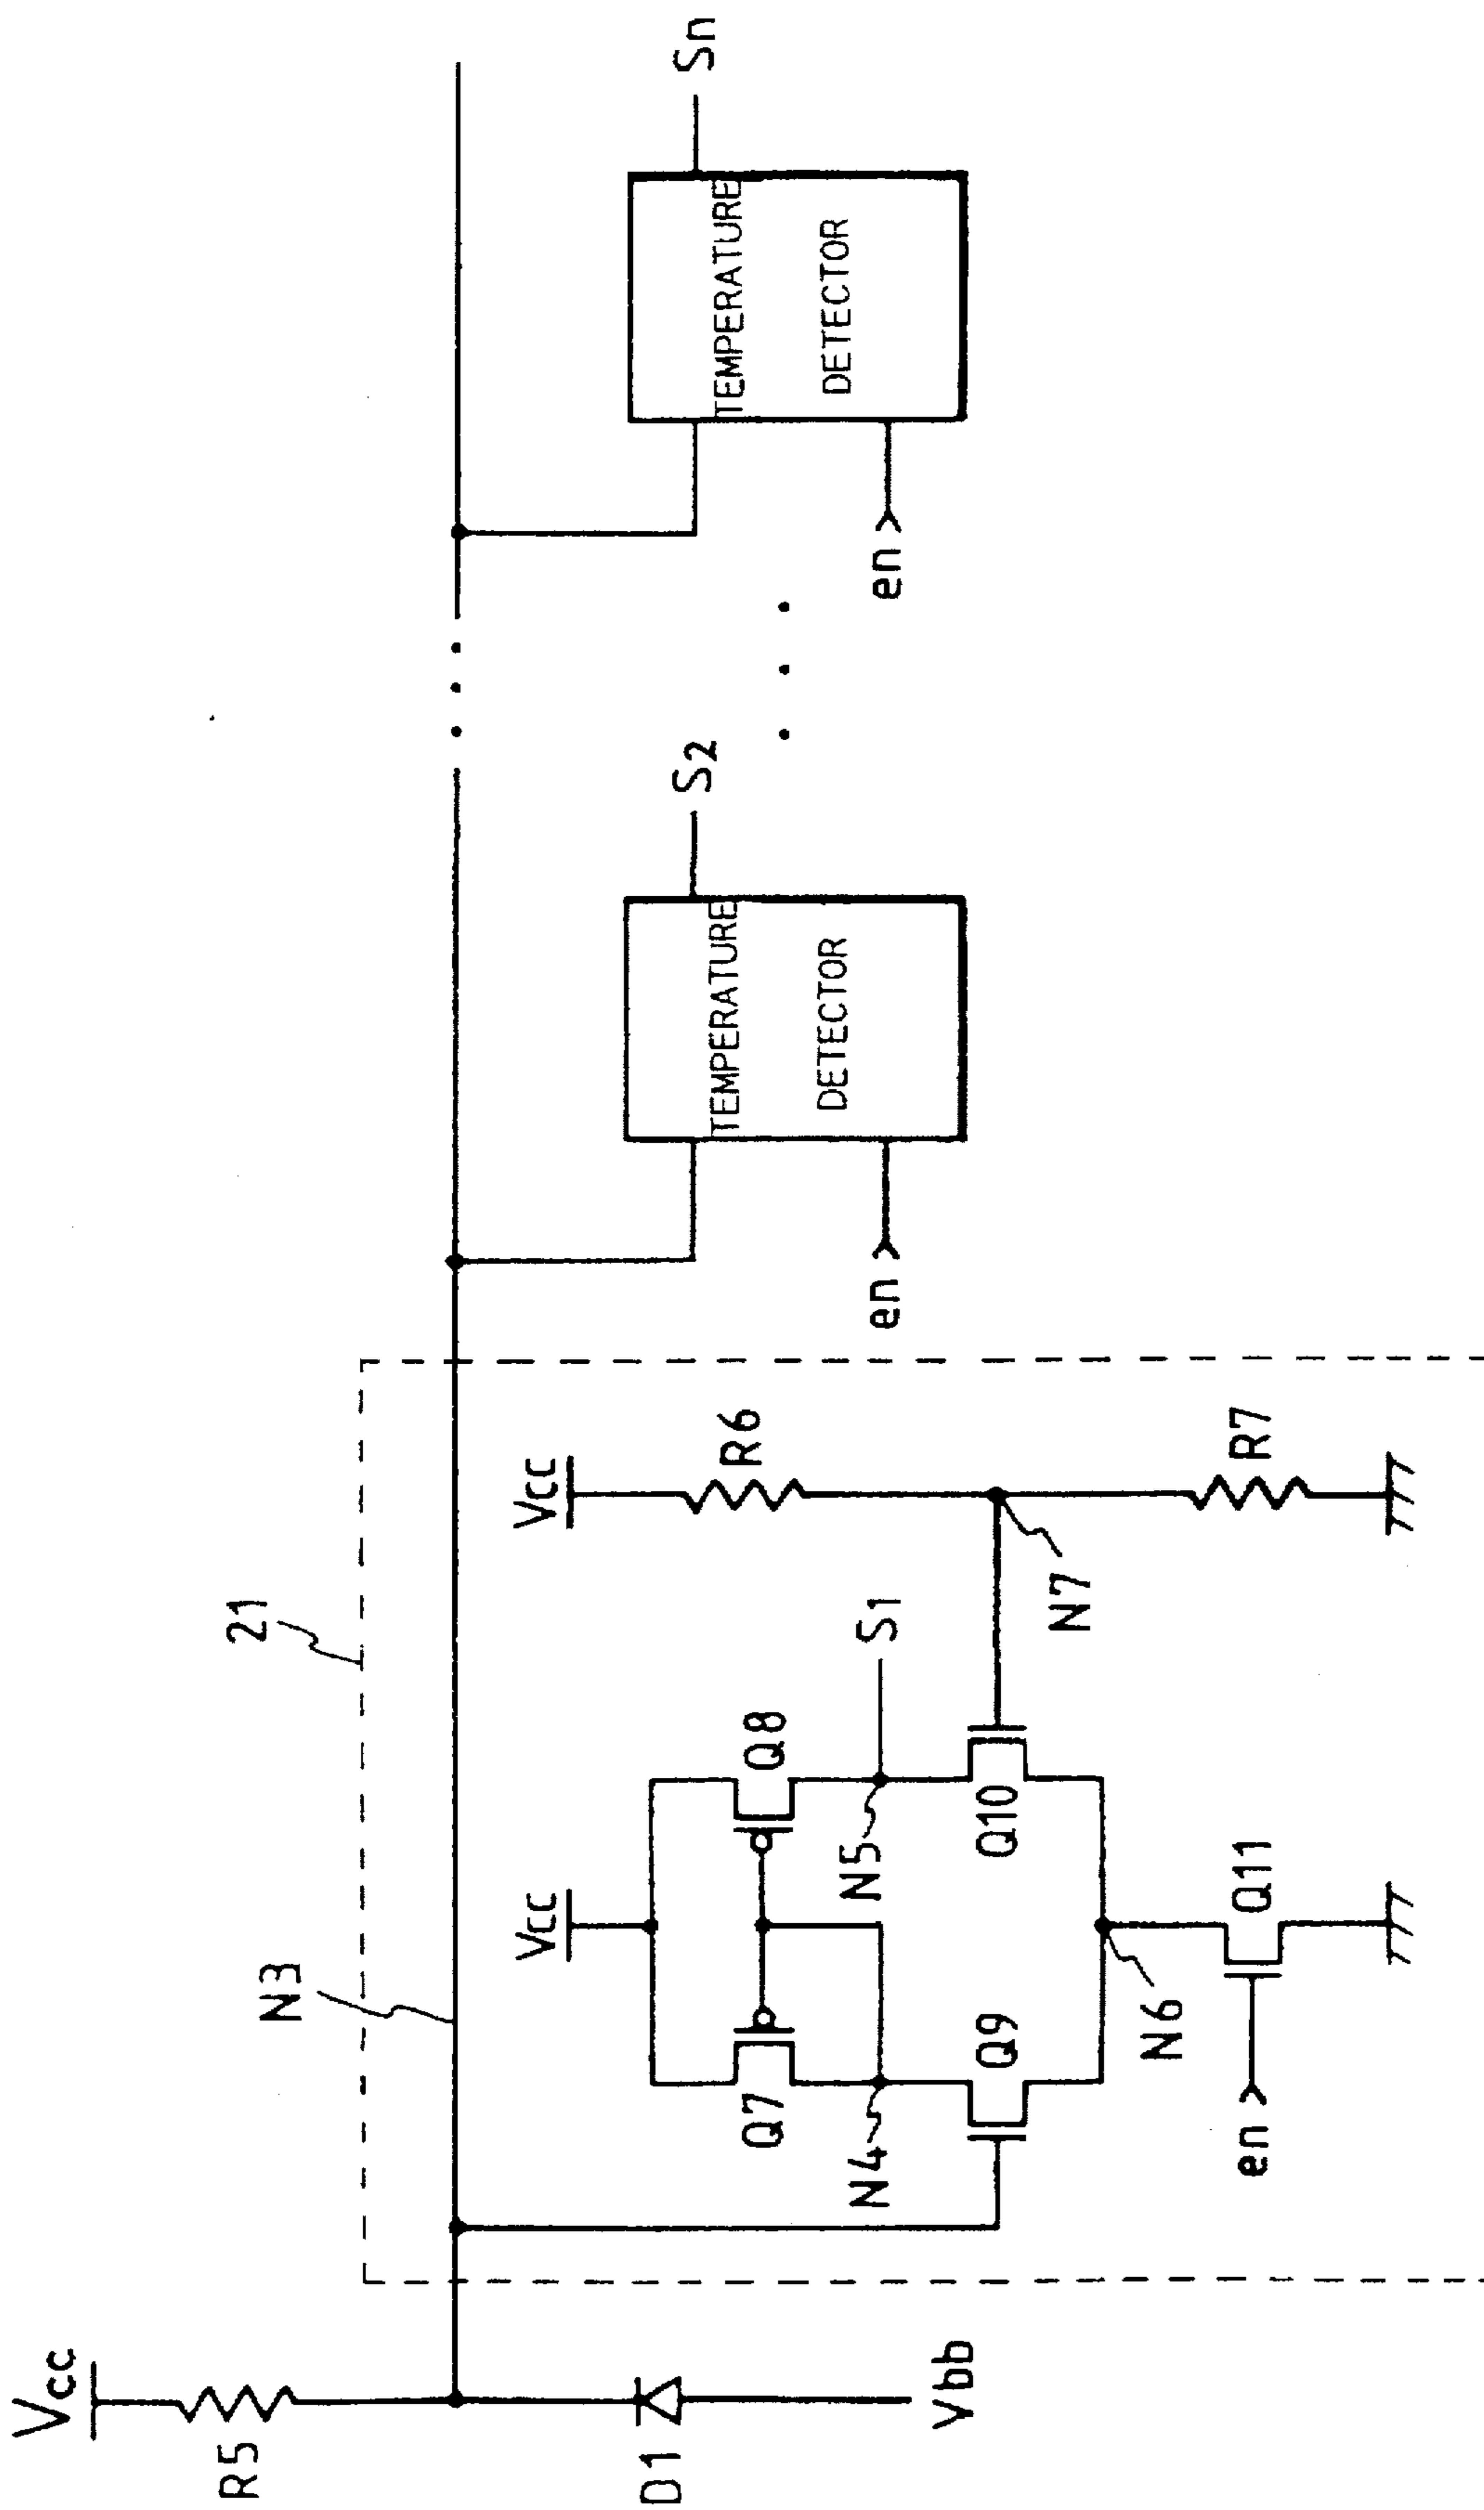 Vcc
R5
D1
Vbb
N3
21
Vcc
Q7
Q8
N4
N5
S1
Q9
Q10
N6
en
Q11
Vcc
R6
N7
R7
TEMPERATURE
DETECTOR
en
S2
TEMPERATURE
DETECTOR
en
Sn